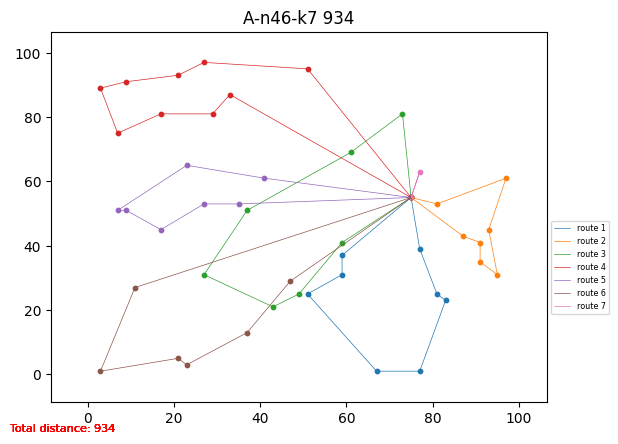 A-n46-k7 934
100
80
60
40
20
0
0 20 40 60 80 100
route 1
route 2
route 3
route 4
route 5
route 6
route 7
Total distance: 934